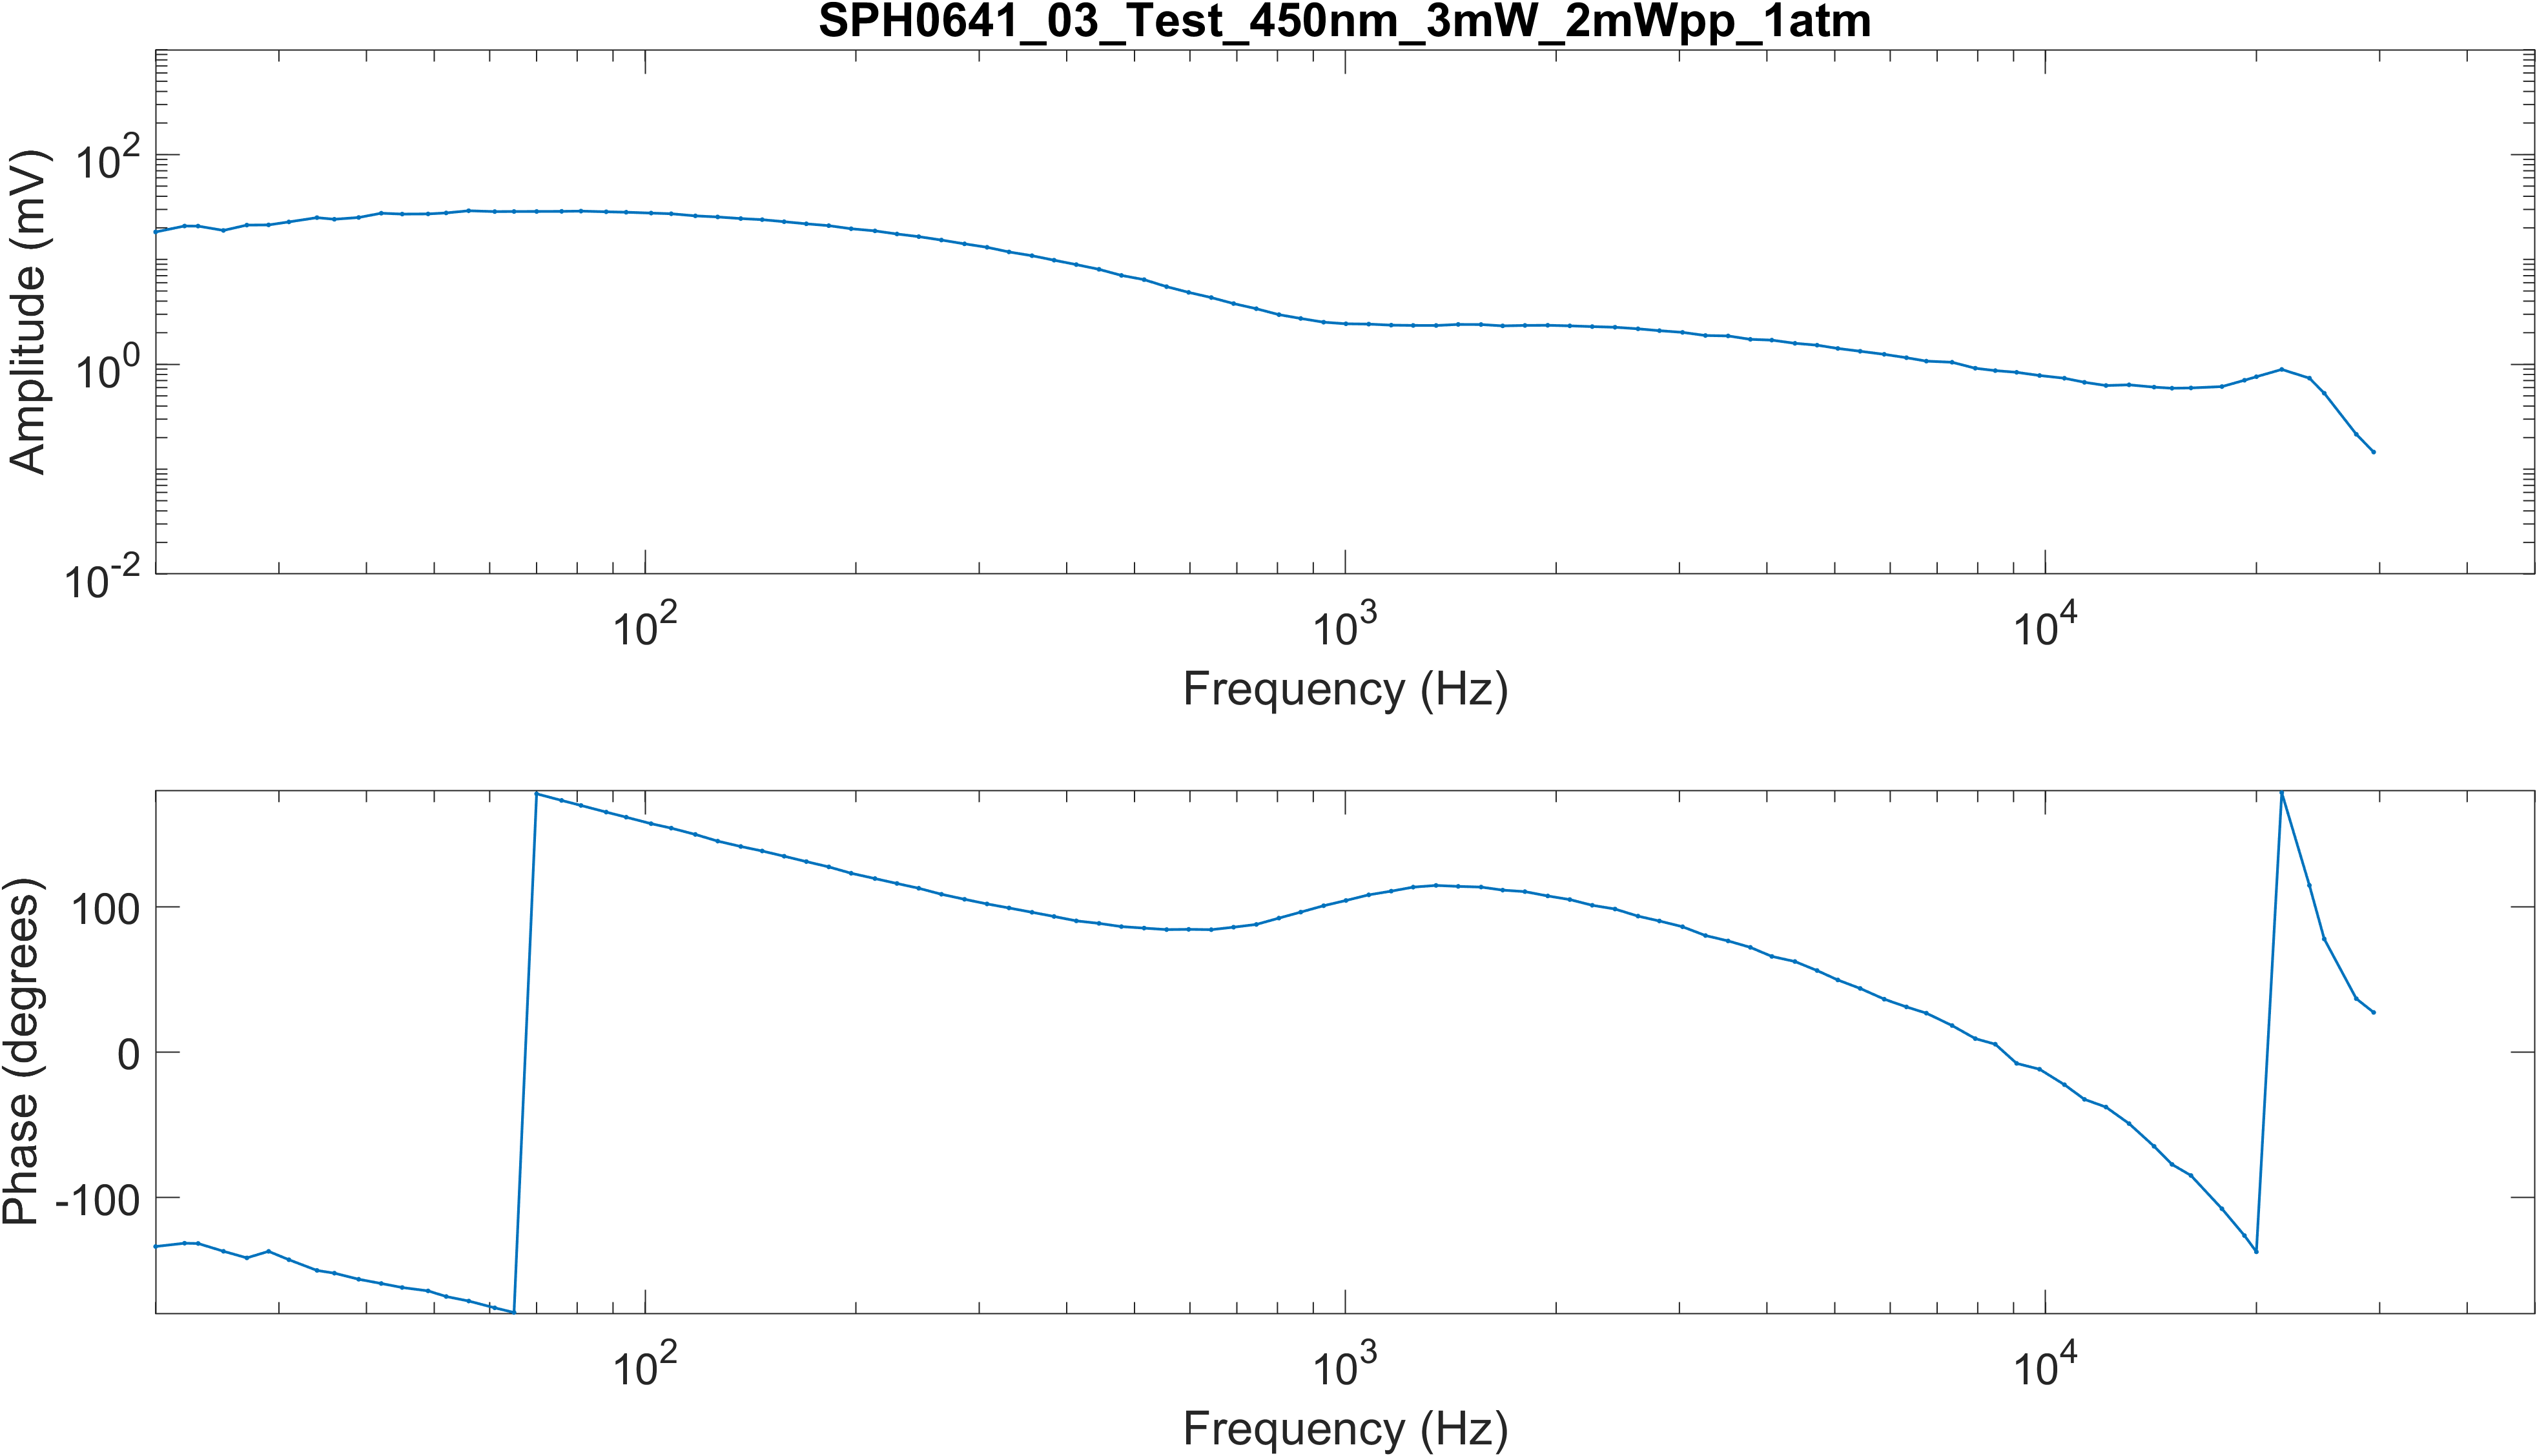 SPH0641_03_Test_450nm_3mW_2mWpp_1atm
Amplitude (mV)
10^2
10^0
10^-2
10^2
10^3
10^4
Frequency (Hz)
Phase (degrees)
100
0
-100
10^2
10^3
10^4
Frequency (Hz)